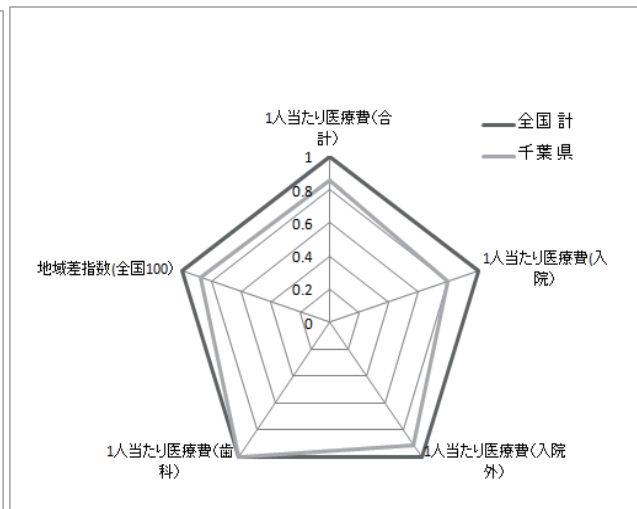 1人当たり医療費(合
計)
全国 計
千葉 県
1
0.8
0.6
0.4
0.2
0
1人当たり医療費(入
院)
地域差指数(全国100)
1人当たり医療費(歯
科)
1人当たり医療費(入院
外)